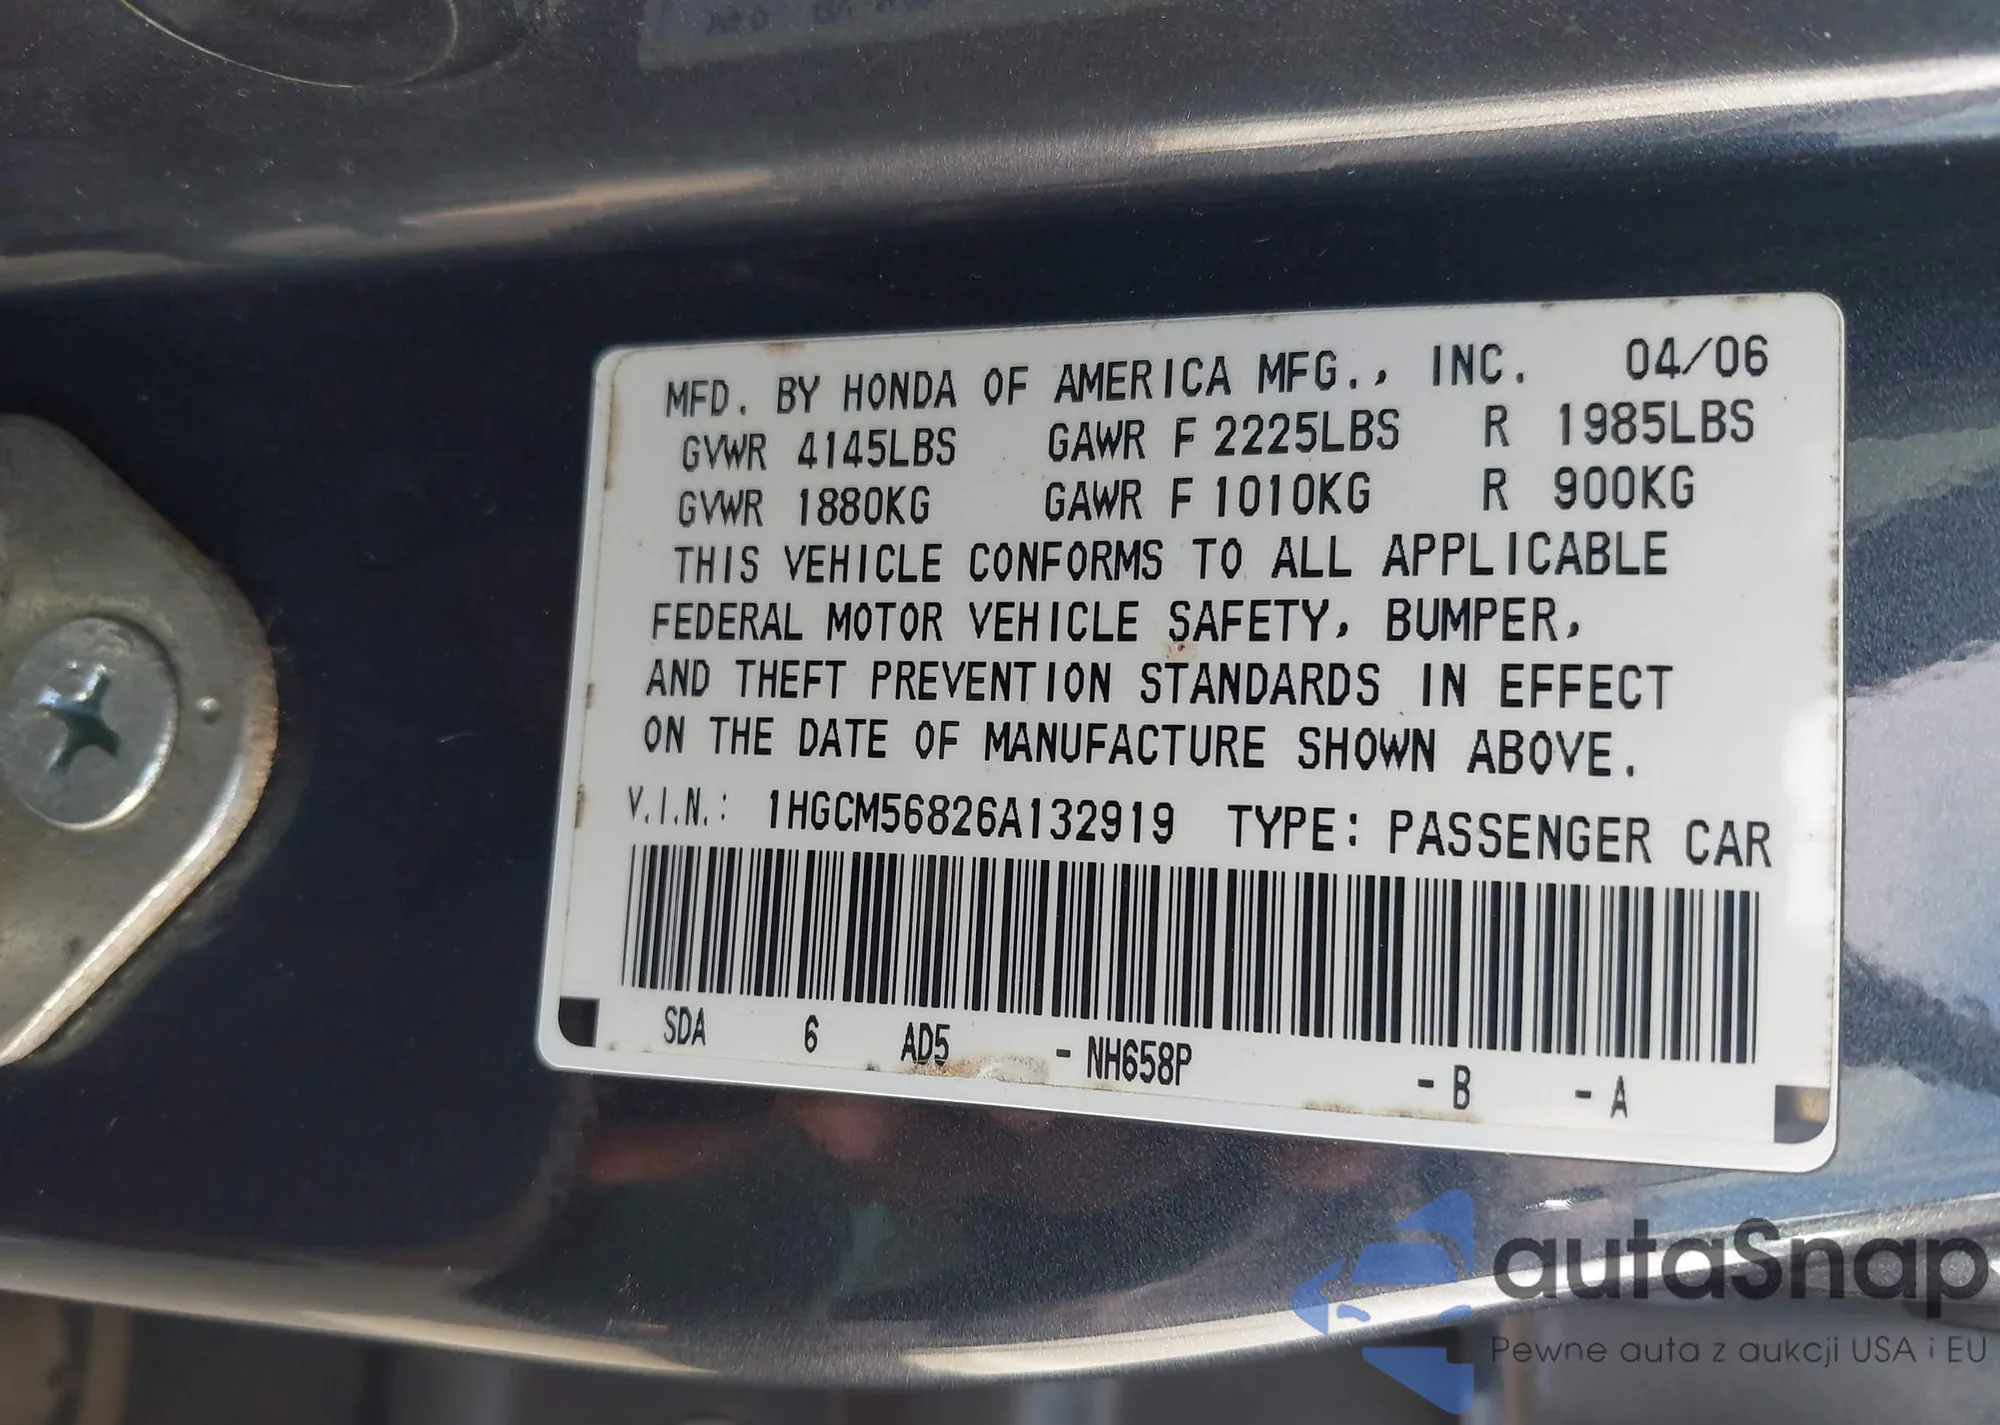 MFD. BY HONDA OF AMERICA MFG., INC. 04/06
GVWR 4145LBS GAWR F 2225LBS R 1985LBS
GVWR 1880KG GAWR F 1010KG R 900KG
THIS VEHICLE CONFORMS TO ALL APPLICABLE
FEDERAL MOTOR VEHICLE SAFETY, BUMPER,
AND THEFT PREVENTION STANDARDS IN EFFECT
ON THE DATE OF MANUFACTURE SHOWN ABOVE.
V.I.N.: 1HGCM56826A132919 TYPE: PASSENGER CAR
SDA 6 AD5 - NH658P - B - A
autaSnap
Pewne auta z aukcji USA i EU